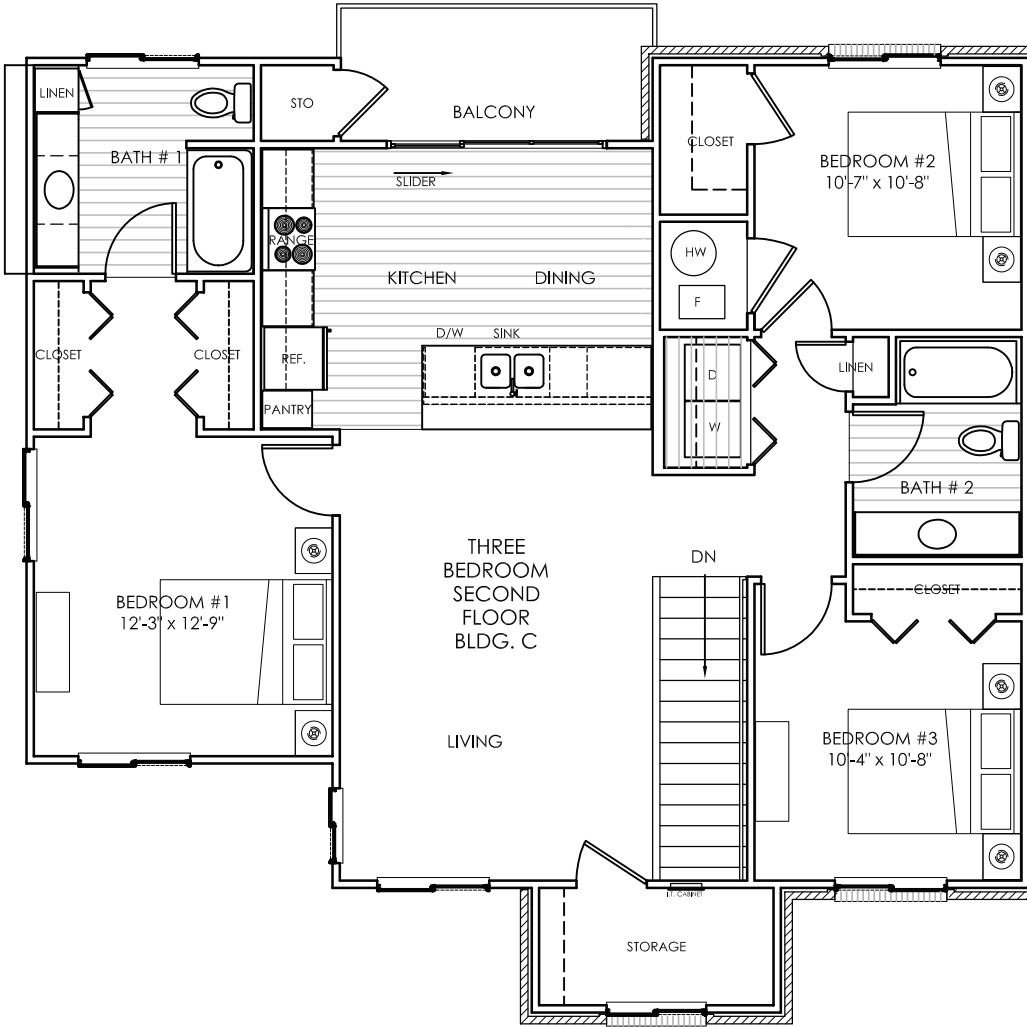 LINEN
STO
BALCONY
BATH # 1
CLOSET
BEDROOM #2
10'-7" x 10'-8"
SLIDER
RANGE
KITCHEN
DINING
HW
F
D/W
SINK
CLOSET
CLOSET
REF.
PANTRY
D
W
LINEN
BATH # 2
THREE
BEDROOM
SECOND
FLOOR
BLDG. C
DN
CLOSET
BEDROOM #1
12'-3" x 12'-9"
LIVING
BEDROOM #3
10'-4" x 10'-8"
I.T. CABINET
STORAGE